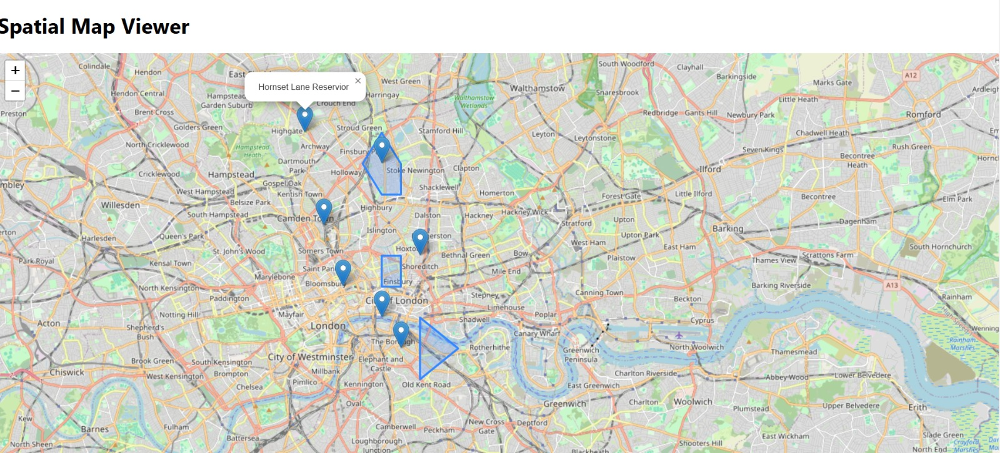 Spatial Map Viewer
+
−
Hornset Lane Reservior
×
Colindale
Hendon
East
West Green
Walthamstow
South Woodford
Clayhall
Barkingside
A12
Marks Gate
Hendon Central
Hampstead
Garden Suburb
Crouch End
Harringay
Walthamstow
Wetlands
Snaresbrook
Little Heath
Ardleigh
Preston
Brent Cross
Redbridge
Gants Hill
Newbury Park
Romford
Golders Green
Highgate
Stroud Green
Stamford Hill
Leyton
Leytonstone
Chadwell Heath
North Cricklewood
Hampstead
Heath
Archway
Finsbury P
Seven Kings
Becontree
Heath
Rush Green
Cricklewood
Hampstead
Dartmouth
Park
Holloway
Stoke Newington
Clapton
Ilford
Hornc
mbley
West Hampstead
Gospel Oak
Kentish Town
Shacklewell
Homerton
Forest Gate
Little Ilford
Becontree
Elm Park
Willesden
Belsize Park
South Hampstead
Camden Town
Highbury
Dalston
Hackney
Hackney Wick
Stratford
Upton
Dagenham
erton
Harlesden
Queen's Park
Islington
gerston
Upton Park
Barking
Park Royal
St. John's Wood
Somers Town
Hoxto
Bethnal Green
Bow
West Ham
East Ham
Plaistow
Thames View
Scrattons Farm
South Hornchurch
Kensal Town
Marylebone
Saint Pan
Bloomsbury
Shoreditch
Finsbury
Mile End
A13
North Kensington
Paddington
City of London
Stepney
Canning Town
Beckton
Barking Riverside
Rainham
Notting Hill
Mayfair
Limehouse
Poplar
Cyprus
Acton
Shepherd's
Bush
London
Shadwell
Canary Wharf
High Speed
Wenning
The Borough
Rotherhithe
Greenwich
Peninsula
North Woolwich
Thamesmead
Rainham
Marshes
Chiswick
Brook Green
South Kensington
City of Westminster
Elephant and
Castle
West Kensington
Brompton
Millbank
Pimlico
Chelsea
Kennington
Old Kent Road
East Greenwich
Charlton Riverside
Abbey Wood
Lower Belvedere
Oval
Greenwich
Charlton
Woolwich
Plumstead
Upper Belvedere
Erith
Kew
Barnes
Fulham
Battersea
Camberwell
Peckham
New Cross
Gate
Deptford
East Wickham
Slade Green
North Sheen
Loughborough
Junction
Blackheath
Shooters Hill
North End
Crayford
Marshes